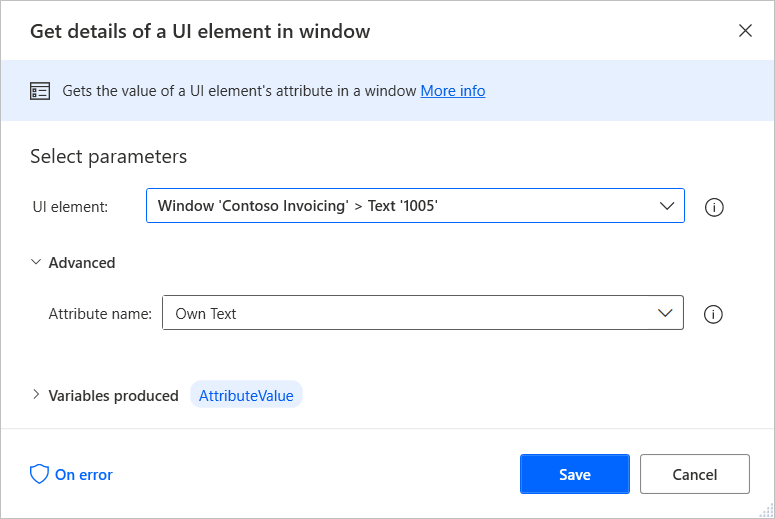 Get details of a UI element in window
Gets the value of a UI element's attribute in a window More info
Select parameters
UI element: Window 'Contoso Invoicing' > Text '1005'
Advanced
Attribute name: Own Text
Variables produced AttributeValue
On error Save Cancel